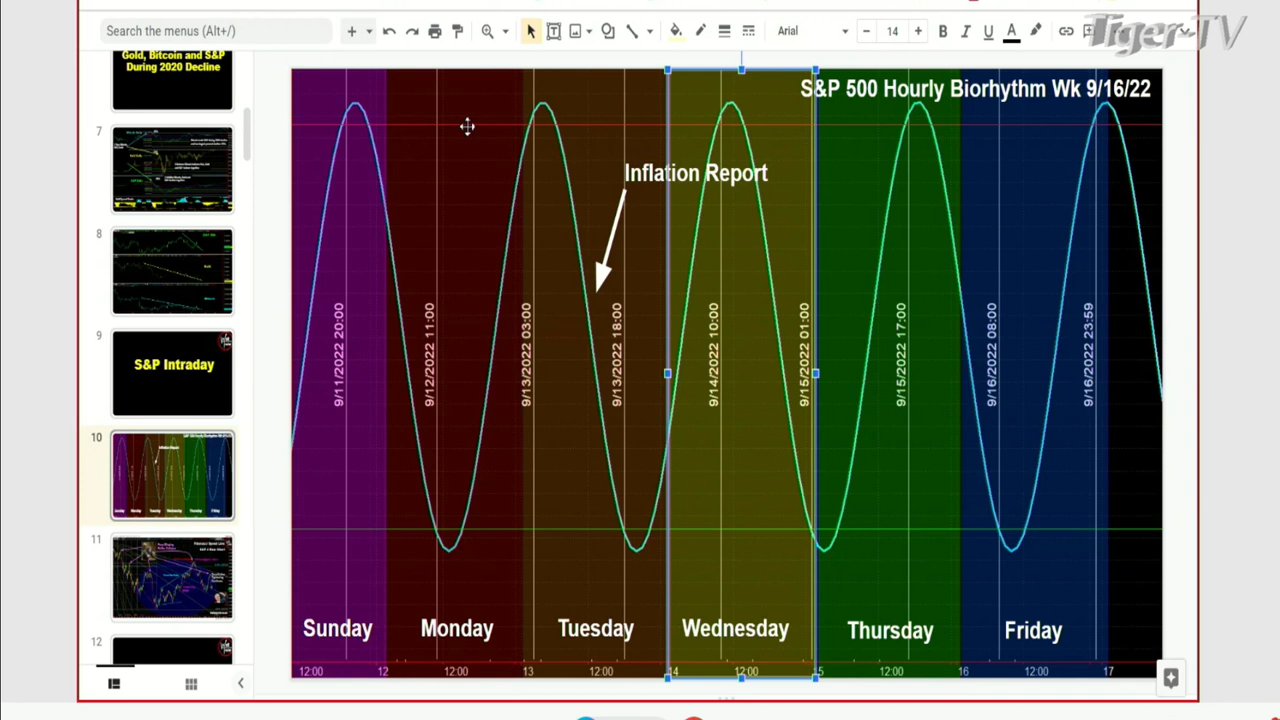 Search the menus (Alt+/)
Arial
14
Tiger-TV
Gold, Bitcoin and S&P
During 2020 Decline
7
8
9
S&P Intraday
10
11
12
S&P 500 Hourly Biorhythm Wk 9/16/22
Inflation Report
9/11/2022 20:00
9/12/2022 11:00
9/13/2022 03:00
9/13/2022 18:00
9/14/2022 10:00
9/15/2022 01:00
9/15/2022 17:00
9/16/2022 08:00
9/16/2022 23:59
Sunday Monday Tuesday Wednesday Thursday Friday
12:00 12 12:00 13 12:00 14 12:00 15 12:00 16 12:00 17